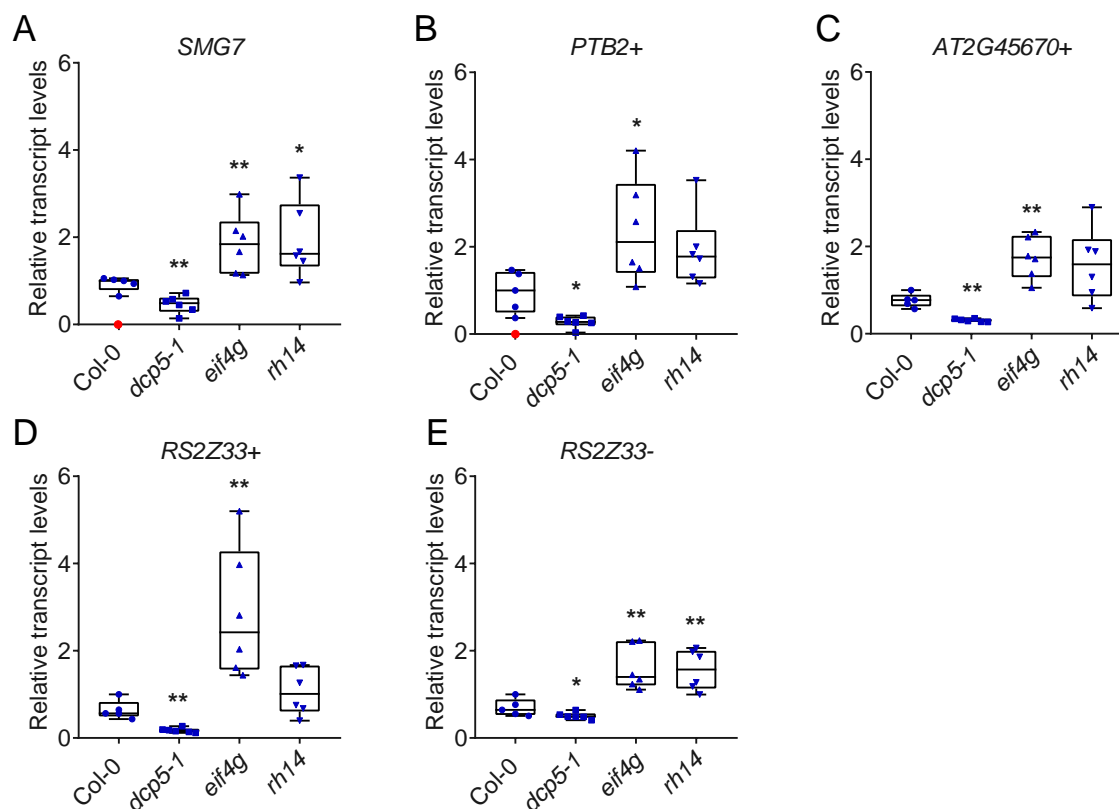 A
SMG7
Relative transcript levels
6
4
2
0
**
**
*
Col-0
dcp5-1
eif4g
rh14
B
PTB2+
Relative transcript levels
6
4
2
0
*
*
Col-0
dcp5-1
eif4g
rh14
C
AT2G45670+
Relative transcript levels
6
4
2
0
**
**
Col-0
dcp5-1
eif4g
rh14
D
RS2Z33+
Relative transcript levels
6
4
2
0
**
**
Col-0
dcp5-1
eif4g
rh14
E
RS2Z33-
Relative transcript levels
6
4
2
0
*
**
**
Col-0
dcp5-1
eif4g
rh14